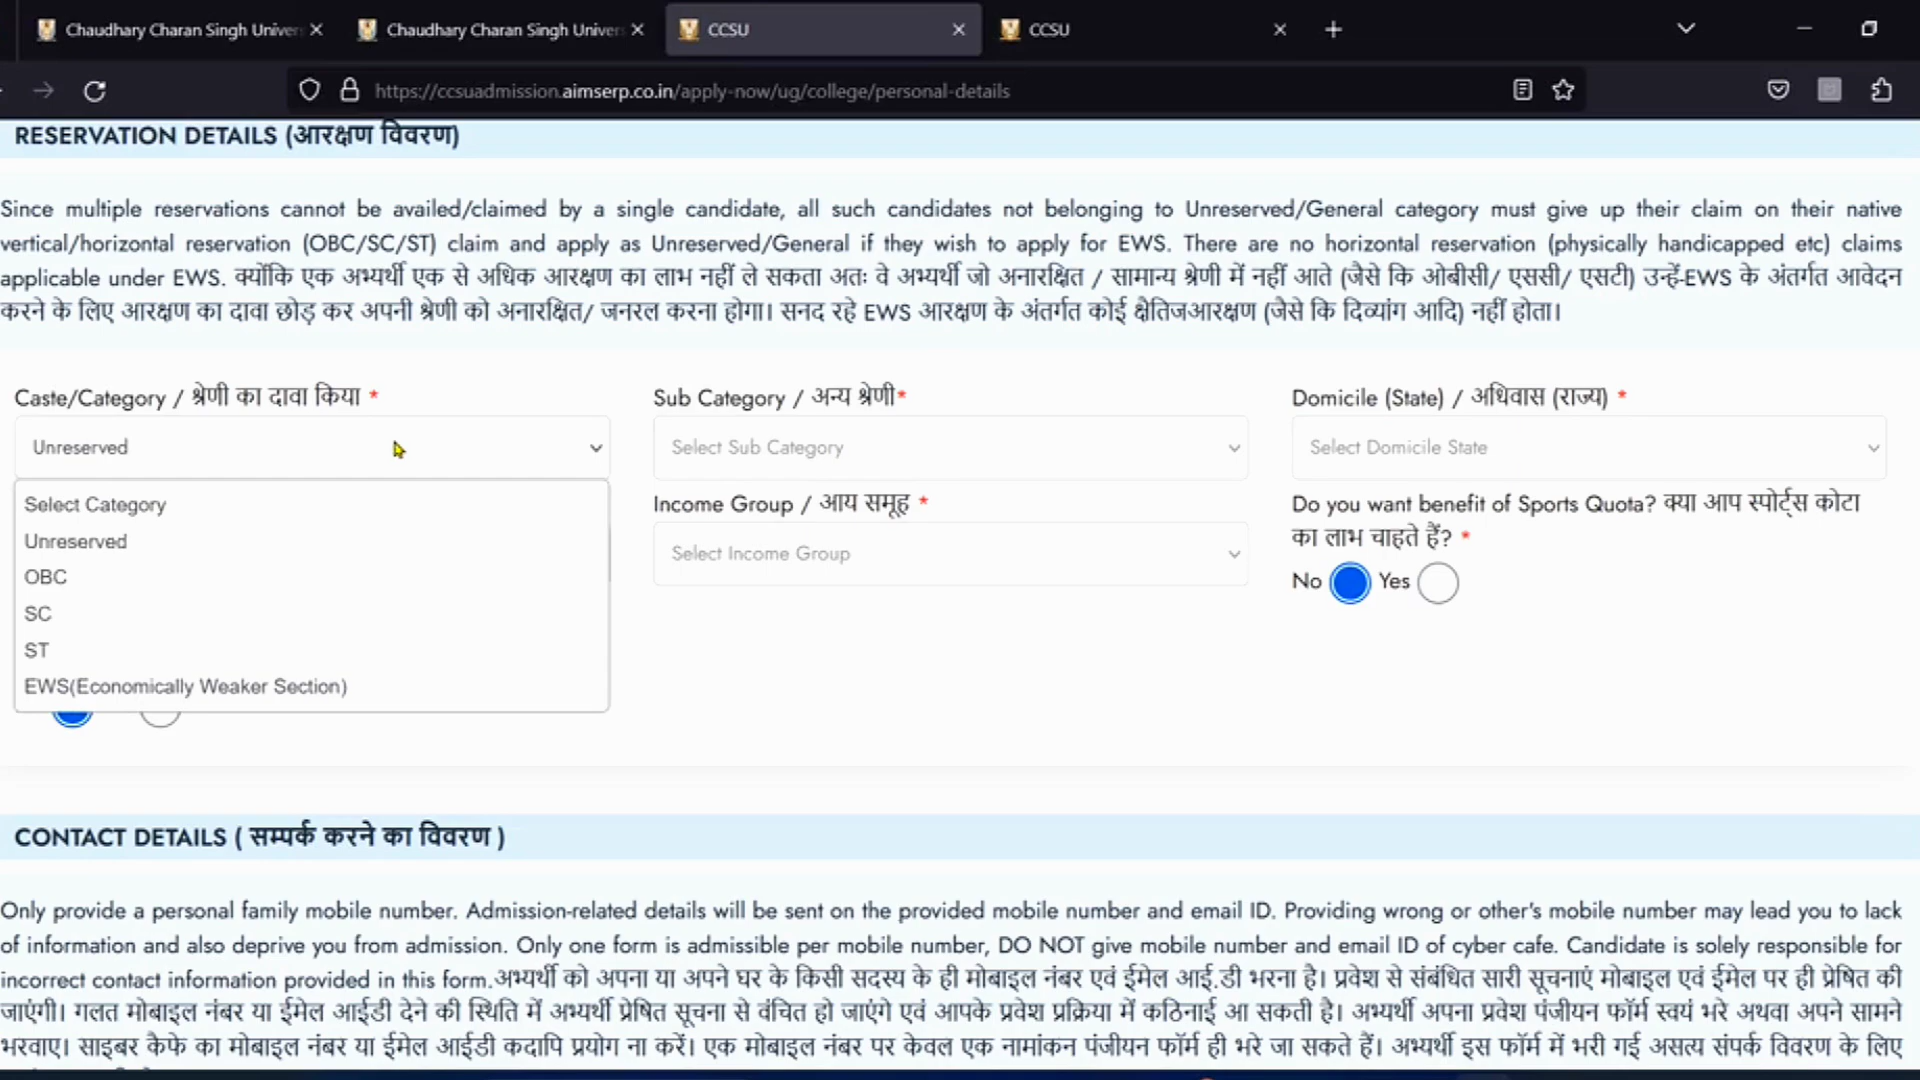 Chaudhary Charan Singh Univer
Chaudhary Charan Singh Univer
CCSU
CCSU
https://ccsuadmission.aimserp.co.in/apply-now/ug/college/personal-details
RESERVATION DETAILS (आरक्षण विवरण)
Since multiple reservations cannot be availed/claimed by a single candidate, all such candidates not belonging to Unreserved/General category must give up their claim on their native
vertical/horizontal reservation (OBC/SC/ST) claim and apply as Unreserved/General if they wish to apply for EWS. There are no horizontal reservation (physically handicapped etc) claims
applicable under EWS. क्योंकि एक अभ्यर्थी एक से अधिक आरक्षण का लाभ नहीं ले सकता अतः वे अभ्यर्थी जो अनारक्षित / सामान्य श्रेणी में नहीं आते (जैसे कि ओबीसी/ एससी/ एसटी) उन्हें-EWS के अंतर्गत आवेदन
करने के लिए आरक्षण का दावा छोड़ कर अपनी श्रेणी को अनारक्षित/ जनरल करना होगा। सनद रहे EWS आरक्षण के अंतर्गत कोई क्षैतिजआरक्षण (जैसे कि दिव्यांग आदि) नहीं होता।
Caste/Category / श्रेणी का दावा किया *
Sub Category / अन्य श्रेणी*
Domicile (State) / अधिवास (राज्य) *
Unreserved
Select Sub Category
Select Domicile State
Select Category
Unreserved
OBC
SC
ST
EWS(Economically Weaker Section)
Income Group / आय समूह *
Select Income Group
Do you want benefit of Sports Quota? क्या आप स्पोर्ट्स कोटा
का लाभ चाहते हैं? *
No Yes
CONTACT DETAILS ( सम्पर्क करने का विवरण )
Only provide a personal family mobile number. Admission-related details will be sent on the provided mobile number and email ID. Providing wrong or other's mobile number may lead you to lack
of information and also deprive you from admission. Only one form is admissible per mobile number, DO NOT give mobile number and email ID of cyber cafe. Candidate is solely responsible for
incorrect contact information provided in this form.अभ्यर्थी को अपना या अपने घर के किसी सदस्य के ही मोबाइल नंबर एवं ईमेल आई.डी भरना है। प्रवेश से संबंधित सारी सूचनाएं मोबाइल एवं ईमेल पर ही प्रेषित की
जाएंगी। गलत मोबाइल नंबर या ईमेल आईडी देने की स्थिति में अभ्यर्थी प्रेषित सूचना से वंचित हो जाएंगे एवं आपके प्रवेश प्रक्रिया में कठिनाई आ सकती है। अभ्यर्थी अपना प्रवेश पंजीयन फॉर्म स्वयं भरे अथवा अपने सामने
भरवाए। साइबर कैफे का मोबाइल नंबर या ईमेल आईडी कदापि प्रयोग ना करें। एक मोबाइल नंबर पर केवल एक नामांकन पंजीयन फॉर्म ही भरे जा सकते हैं। अभ्यर्थी इस फॉर्म में भरी गई असत्य संपर्क विवरण के लिए